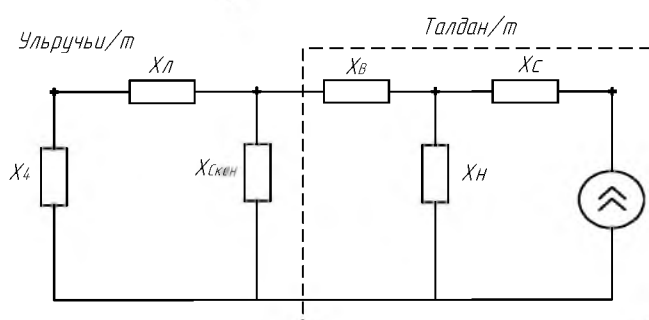 Талдан/т
Ульручьи/т
Xл
Xв
Xс
X4
Xскен
Xн